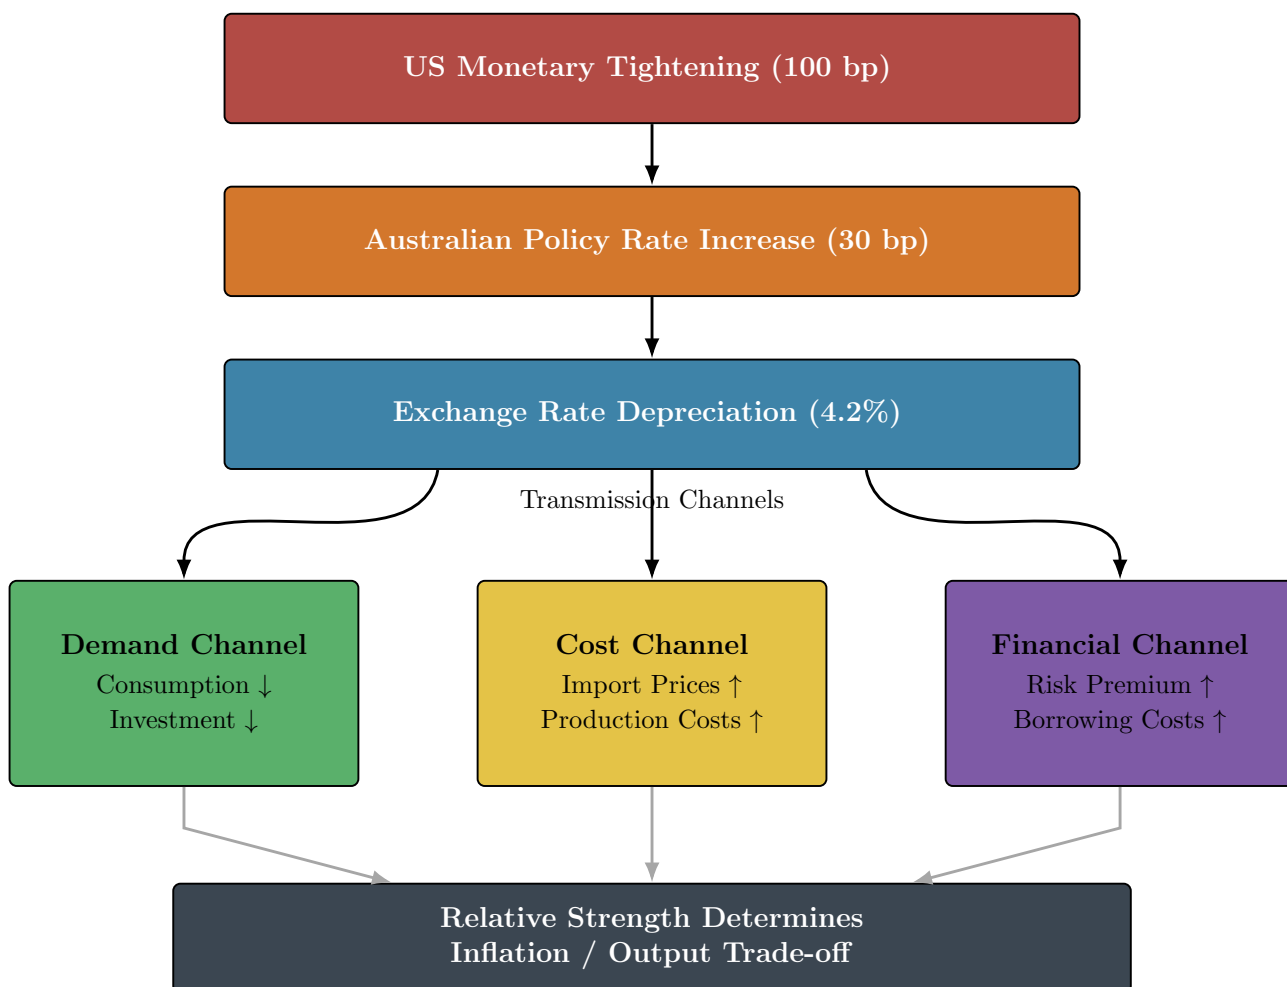 US Monetary Tightening (100 bp)
Australian Policy Rate Increase (30 bp)
Exchange Rate Depreciation (4.2%)
Transmission Channels
Demand Channel
Consumption ↓
Investment ↓
Cost Channel
Import Prices ↑
Production Costs ↑
Financial Channel
Risk Premium ↑
Borrowing Costs ↑
Relative Strength Determines
Inflation / Output Trade-off